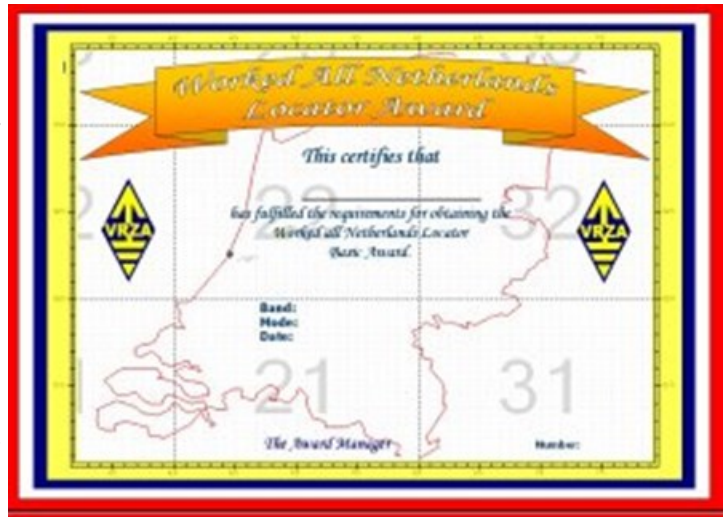 Worked All Netherlands
Locator Award
This certifies that
22
32
has fulfilled the requirements for obtaining the
Worked all Netherlands Locator
Basic Award.
VRZA
VRZA
Band:
Mode:
Date:
21
31
The Award Manager
Number: